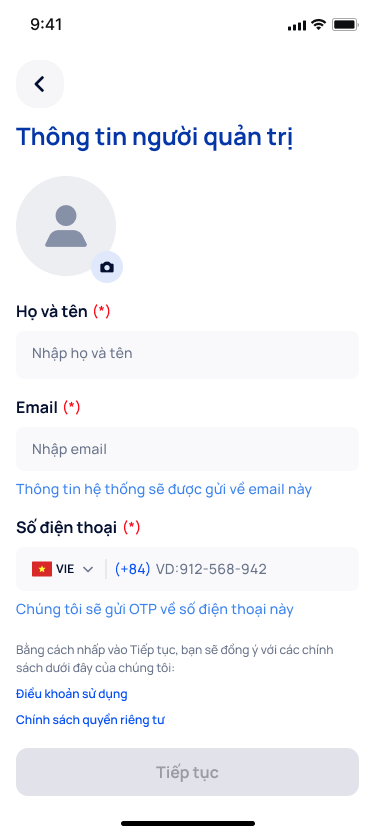 9:41
Thông tin người quản trị
Họ và tên (*)
Nhập họ và tên
Email (*)
Nhập email
Thông tin hệ thống sẽ được gửi về email này
Số điện thoại (*)
VIE (+84) VD:912-568-942
Chúng tôi sẽ gửi OTP về số điện thoại này
Bằng cách nhấp vào Tiếp tục, bạn sẽ đồng ý với các chính
sách dưới đây của chúng tôi:
Điều khoản sử dụng
Chính sách quyền riêng tư
Tiếp tục